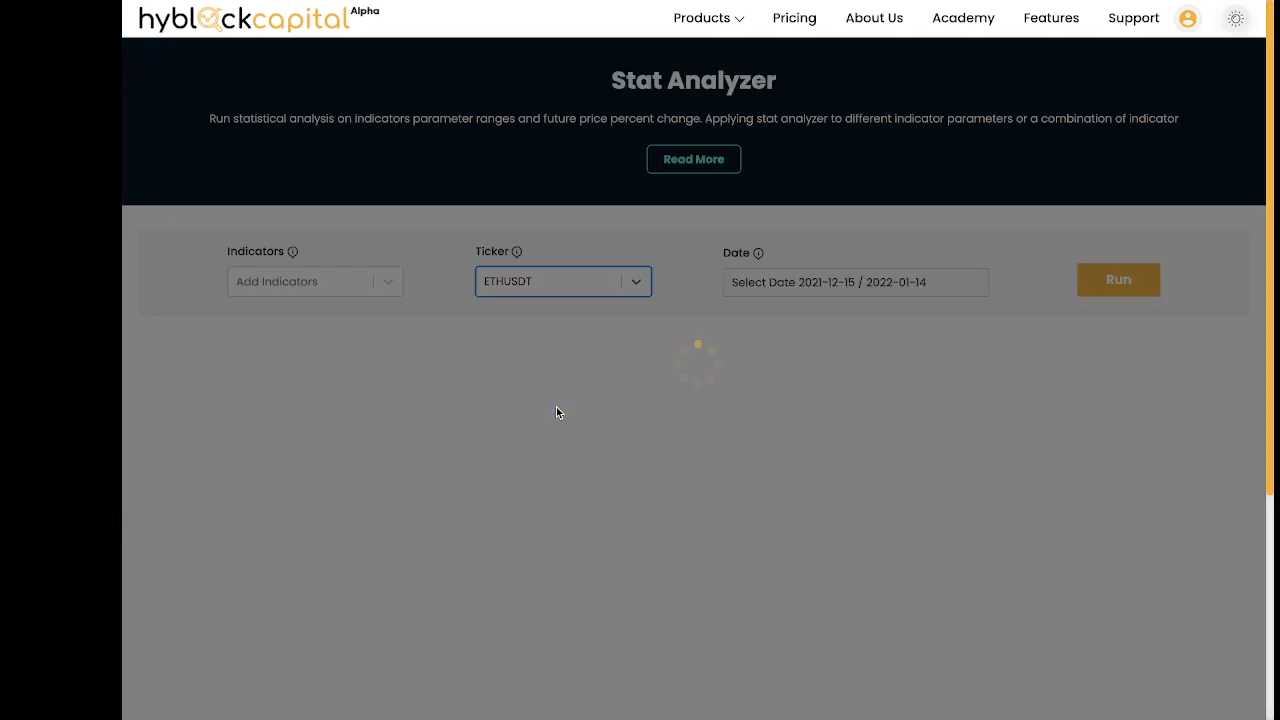 hyblockcapital Alpha
Products Pricing About Us Academy Features Support
Stat Analyzer
Run statistical analysis on indicators parameter ranges and future price percent change. Applying stat analyzer to different indicator parameters or a combination of indicator
Read More
Indicators Ticker Date
Add Indicators ETHUSDT Select Date 2021-12-15 / 2022-01-14 Run